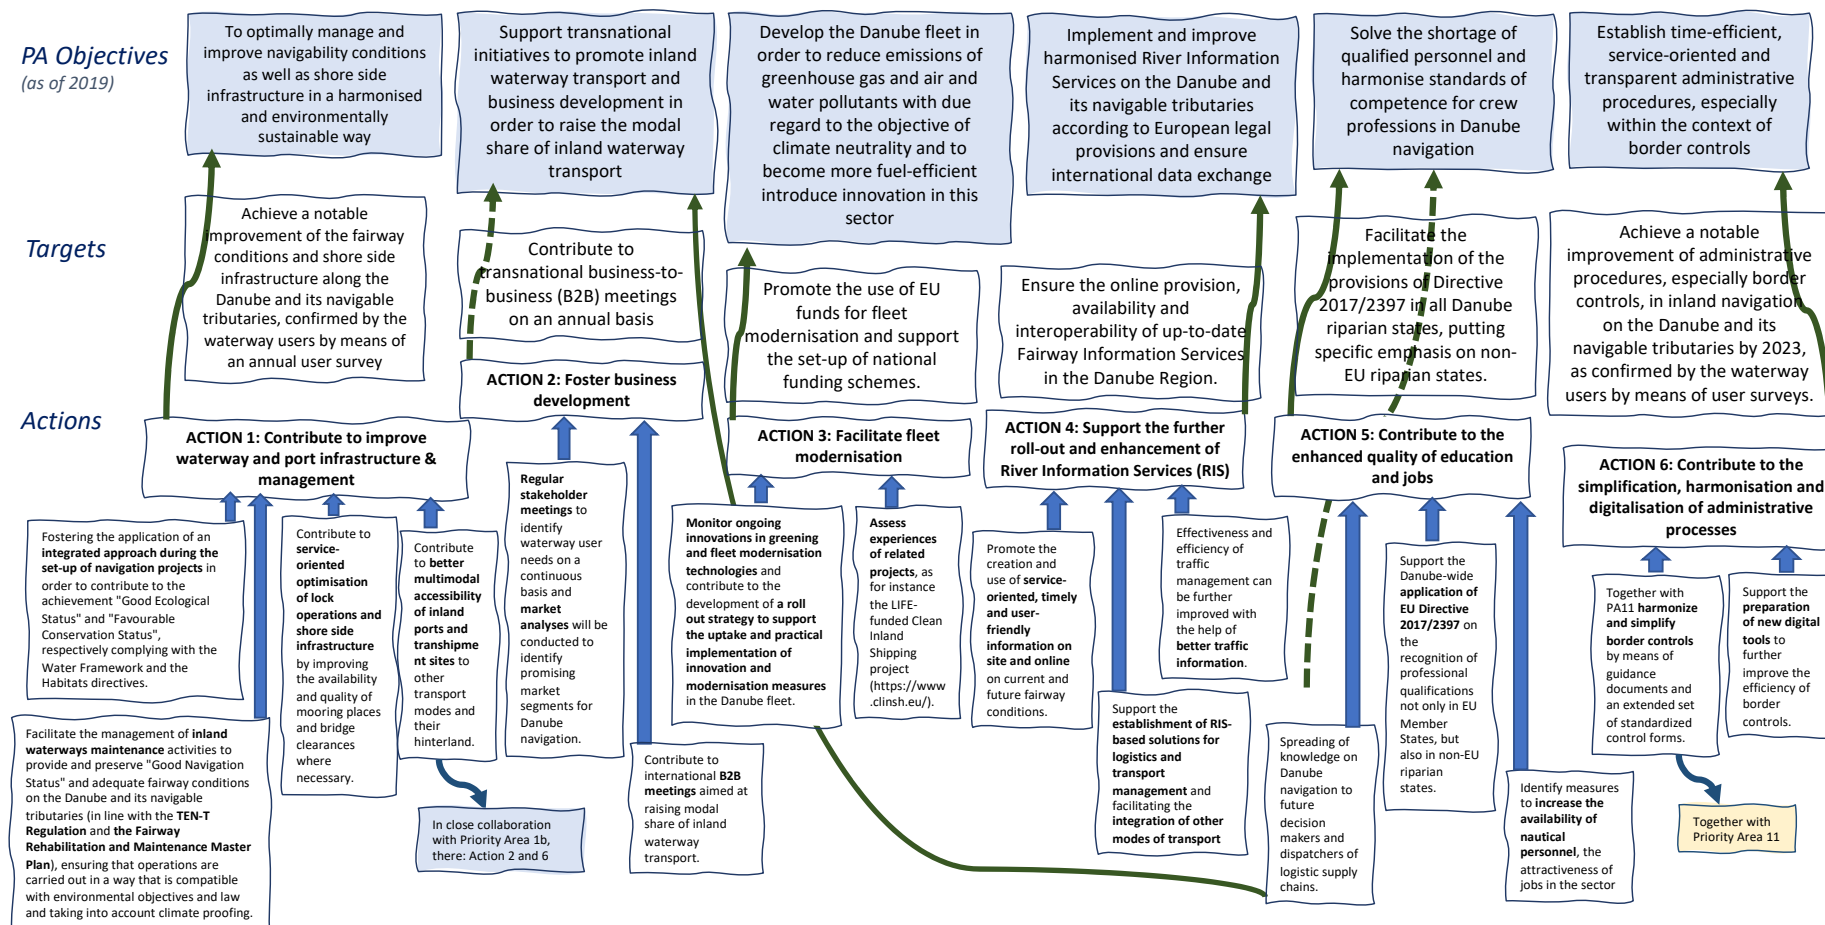 PA Objectives
(as of 2019)
To optimally manage and
improve navigability conditions
as well as shore side
infrastructure in a harmonised
and environmentally
sustainable way
Support transnational
initiatives to promote inland
waterway transport and
business development in
order to raise the modal
share of inland waterway
transport
Develop the Danube fleet in
order to reduce emissions of
greenhouse gas and air and
water pollutants with due
regard to the objective of
climate neutrality and to
become more fuel-efficient
introduce innovation in this
sector
Implement and improve
harmonised River Information
Services on the Danube and
its navigable tributaries
according to European legal
provisions and ensure
international data exchange
Solve the shortage of
qualified personnel and
harmonise standards of
competence for crew
professions in Danube
navigation
Establish time-efficient,
service-oriented and
transparent administrative
procedures, especially
within the context of
border controls
Targets
Achieve a notable
improvement of the fairway
conditions and shore side
infrastructure along the
Danube and its navigable
tributaries, confirmed by the
waterway users by means of
an annual user survey
Contribute to
transnational business-to-
business (B2B) meetings
on an annual basis
Promote the use of EU
funds for fleet
modernisation and support
the set-up of national
funding schemes.
Ensure the online provision,
availability and
interoperability of up-to-date
Fairway Information Services
in the Danube Region.
Facilitate the
implementation of the
provisions of Directive
2017/2397 in all Danube
riparian states, putting
specific emphasis on non-
EU riparian states.
Achieve a notable
improvement of administrative
procedures, especially border
controls, in inland navigation
on the Danube and its
navigable tributaries by 2023,
as confirmed by the waterway
users by means of user surveys.
Actions
ACTION 1: Contribute to improve
waterway and port infrastructure &
management
ACTION 2: Foster business
development
ACTION 3: Facilitate fleet
modernisation
ACTION 4: Support the further
roll-out and enhancement of
River Information Services (RIS)
ACTION 5: Contribute to the
enhanced quality of education
and jobs
ACTION 6: Contribute to the
simplification, harmonisation and
digitalisation of administrative
processes
Fostering the application of an
integrated approach during the
set-up of navigation projects in
order to contribute to the
achievement "Good Ecological
Status" and "Favourable
Conservation Status",
respectively complying with the
Water Framework and the
Habitats directives.
Facilitate the management of inland
waterways maintenance activities to
provide and preserve "Good Navigation
Status" and adequate fairway conditions
on the Danube and its navigable
tributaries (in line with the TEN-T
Regulation and the Fairway
Rehabilitation and Maintenance Master
Plan), ensuring that operations are
carried out in a way that is compatible
with environmental objectives and law
and taking into account climate proofing.
Contribute to
service-
oriented
optimisation
of lock
operations and
shore side
infrastructure
by improving
the availability
and quality of
mooring places
and bridge
clearances
where
necessary.
Contribute
to better
multimodal
accessibility
of inland
ports and
transhipme
nt sites to
other
transport
modes and
their
hinterland.
In close collaboration
with Priority Area 1b,
there: Action 2 and 6
Regular
stakeholder
meetings to
identify
waterway user
needs on a
continuous
basis and
market
analyses will be
conducted to
identify
promising
market
segments for
Danube
navigation.
Contribute to
international B2B
meetings aimed at
raising modal
share of inland
waterway
transport.
Monitor ongoing
innovations in greening
and fleet modernisation
technologies and
contribute to the
development of a roll
out strategy to support
the uptake and practical
implementation of
innovation and
modernisation measures
in the Danube fleet.
Assess
experiences
of related
projects, as
for instance
the LIFE-
funded Clean
Inland
Shipping
project
(https://www
.clinsh.eu/).
Promote the
creation and
use of service-
oriented, timely
and user-
friendly
information on
site and online
on current and
future fairway
conditions.
Support the
establishment of RIS-
based solutions for
logistics and
transport
management and
facilitating the
integration of other
modes of transport
Effectiveness and
efficiency of
traffic
management can
be further
improved with
the help of
better traffic
information.
Spreading of
knowledge on
Danube
navigation to
future
decision
makers and
dispatchers of
logistic supply
chains.
Support the
Danube-wide
application of
EU Directive
2017/2397 on
the
recognition of
professional
qualifications
not only in EU
Member
States, but
also in non-EU
riparian
states.
Identify measures
to increase the
availability of
nautical
personnel, the
attractiveness of
jobs in the sector
Together with
PA11 harmonize
and simplify
border controls
by means of
guidance
documents and
an extended set
of standardized
control forms.
Together with
Priority Area 11
Support the
preparation
of new digital
tools to
further
improve the
efficiency of
border
controls.